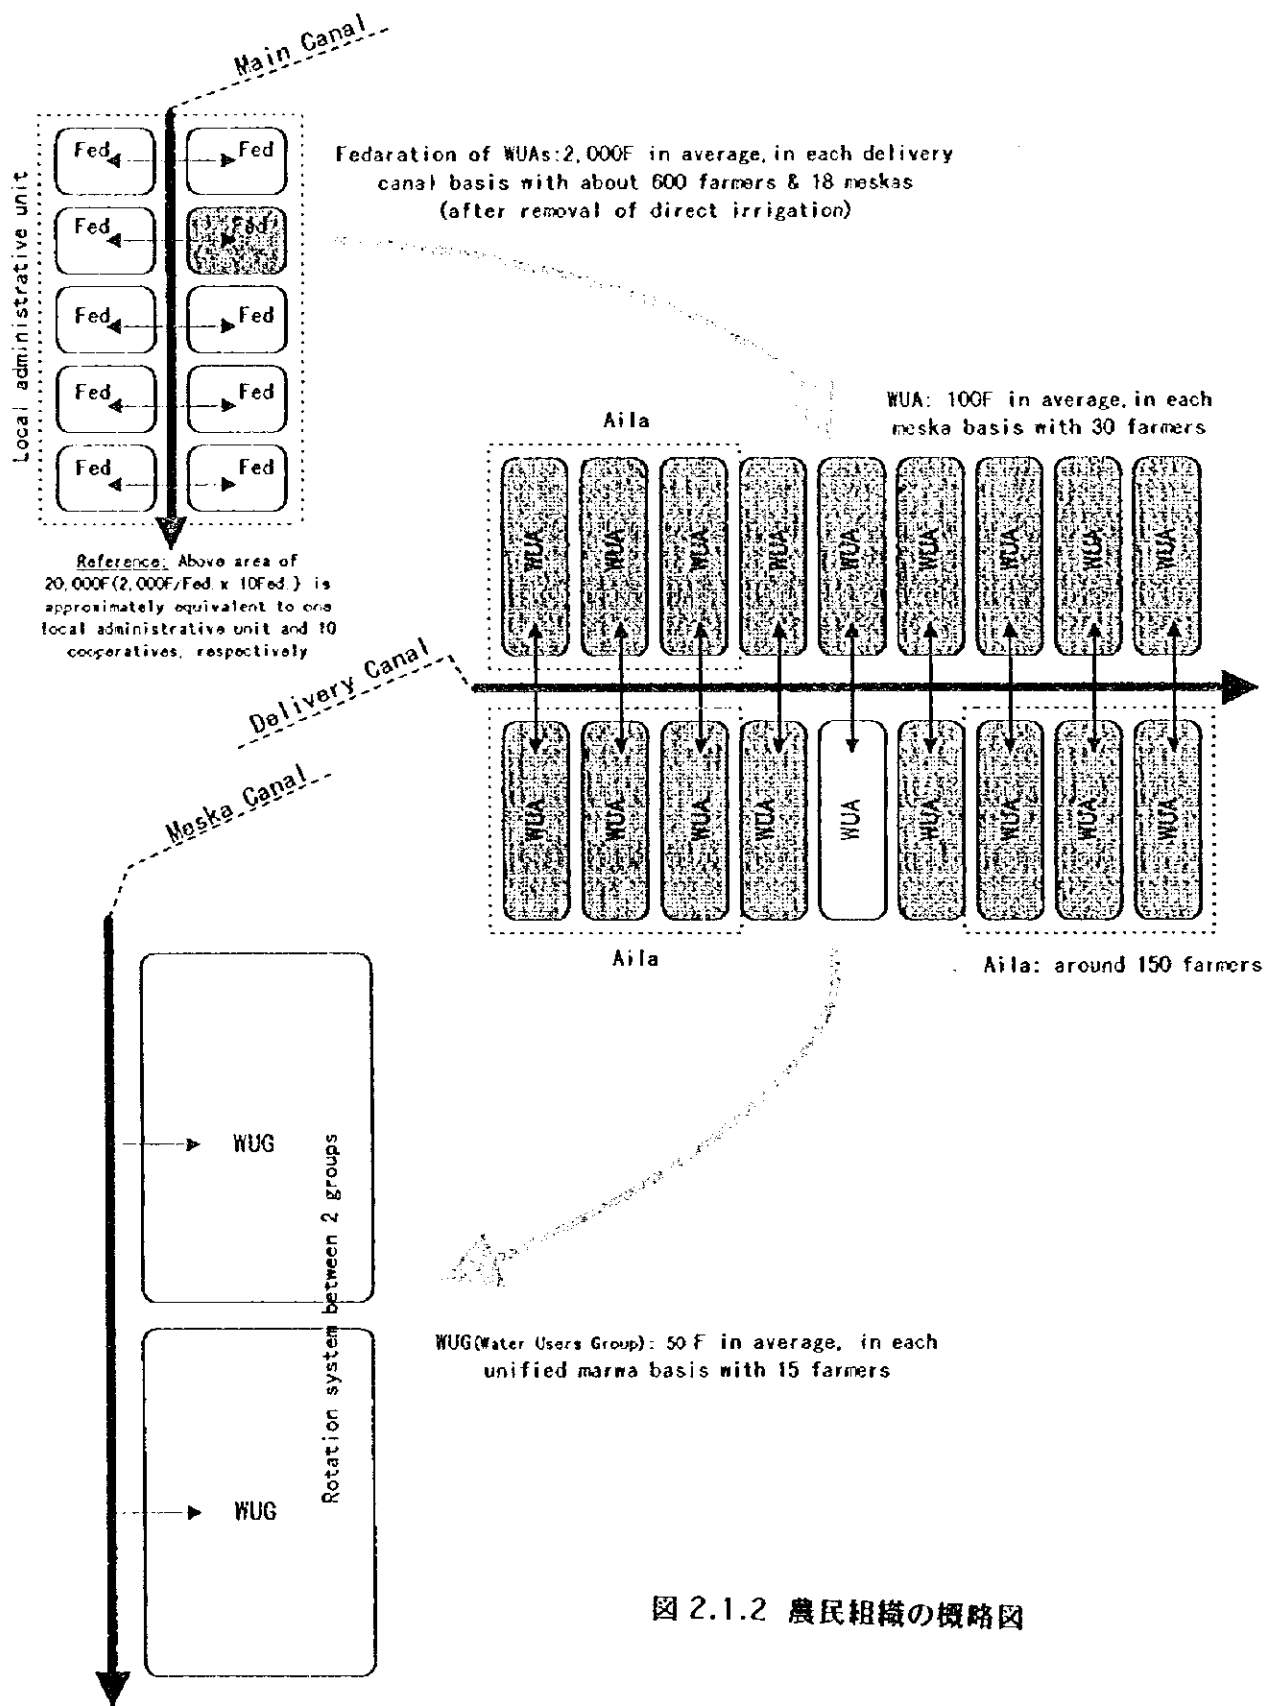 Main Canal
Local administrative unit
Fed
Fed
Fed
Fed
Fed
Fed
Fed
Fed
Fed
Fed
Fedaration of WUAs:2,000F in average, in each delivery
canal basis with about 600 farmers & 18 meskas
(after removal of direct irrigation)
Reference: Above area of
20,000F(2,000F/Fed. x 10Fed.) is
approximately equivalent to one
local administrative unit and 10
cooperatives, respectively
Aila
WUA: 100F in average, in each
meska basis with 30 farmers
WUA
WUA
WUA
WUA
WUA
WUA
WUA
WUA
WUA
Delivery Canal
WUA
WUA
WUA
WUA
WUA
WUA
WUA
WUA
WUA
Aila
Aila: around 150 farmers
Meska Canal
WUG
Rotation system between 2 groups
WUG
WUG(Water Users Group): 50 F in average, in each
unified marwa basis with 15 farmers
図 2.1.2 農民組織の概略図